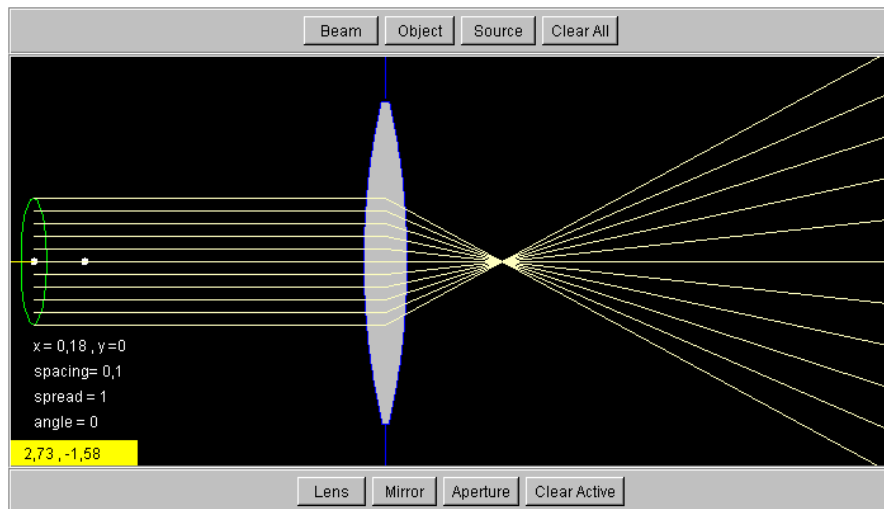 Beam Object Source Clear All
x = 0,18 , y =0
spacing= 0,1
spread = 1
angle = 0
2,73 , -1,58
Lens Mirror Aperture Clear Active